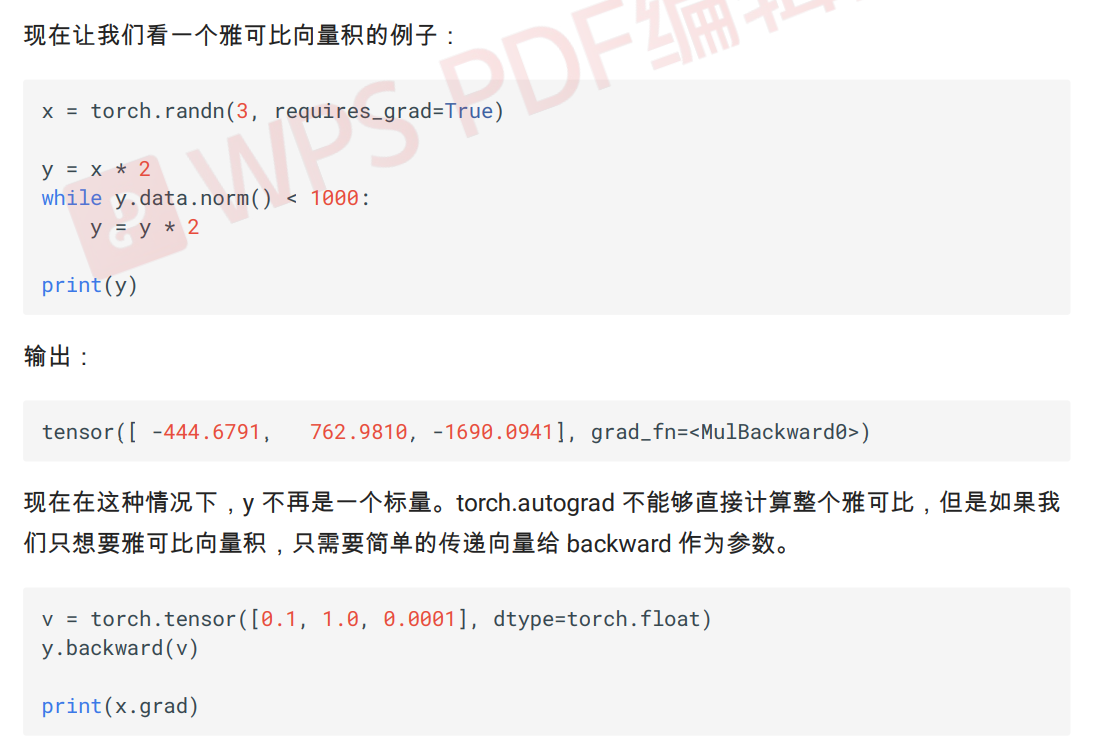 现在让我们看一个雅可比向量积的例子：
x = torch.randn(3, requires_grad=True)
y = x * 2
while y.data.norm() < 1000:
    y = y * 2
print(y)
输出：
tensor([ -444.6791,   762.9810, -1690.0941], grad_fn=<MulBackward0>)
现在在这种情况下，y 不再是一个标量。torch.autograd 不能够直接计算整个雅可比，但是如果我
们只想要雅可比向量积，只需要简单的传递向量给 backward 作为参数。
v = torch.tensor([0.1, 1.0, 0.0001], dtype=torch.float)
y.backward(v)
print(x.grad)
WPS PDF编辑